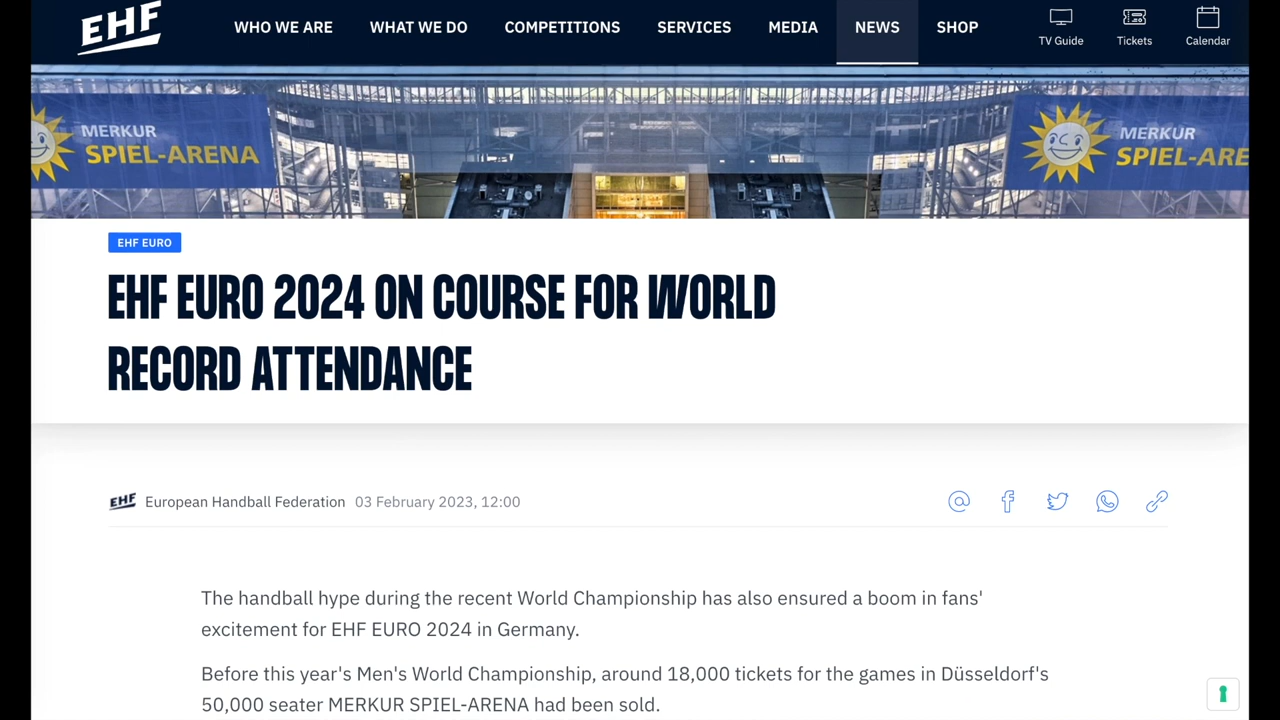 EHF
WHO WE ARE
WHAT WE DO
COMPETITIONS
SERVICES
MEDIA
NEWS
SHOP
TV Guide
Tickets
Calendar
MERKUR
SPIEL-ARENA
MERKUR
SPIEL-ARE
EHF EURO
EHF EURO 2024 ON COURSE FOR WORLD
RECORD ATTENDANCE
EHF European Handball Federation 03 February 2023, 12:00
The handball hype during the recent World Championship has also ensured a boom in fans'
excitement for EHF EURO 2024 in Germany.
Before this year's Men's World Championship, around 18,000 tickets for the games in Düsseldorf's
50,000 seater MERKUR SPIEL-ARENA had been sold.